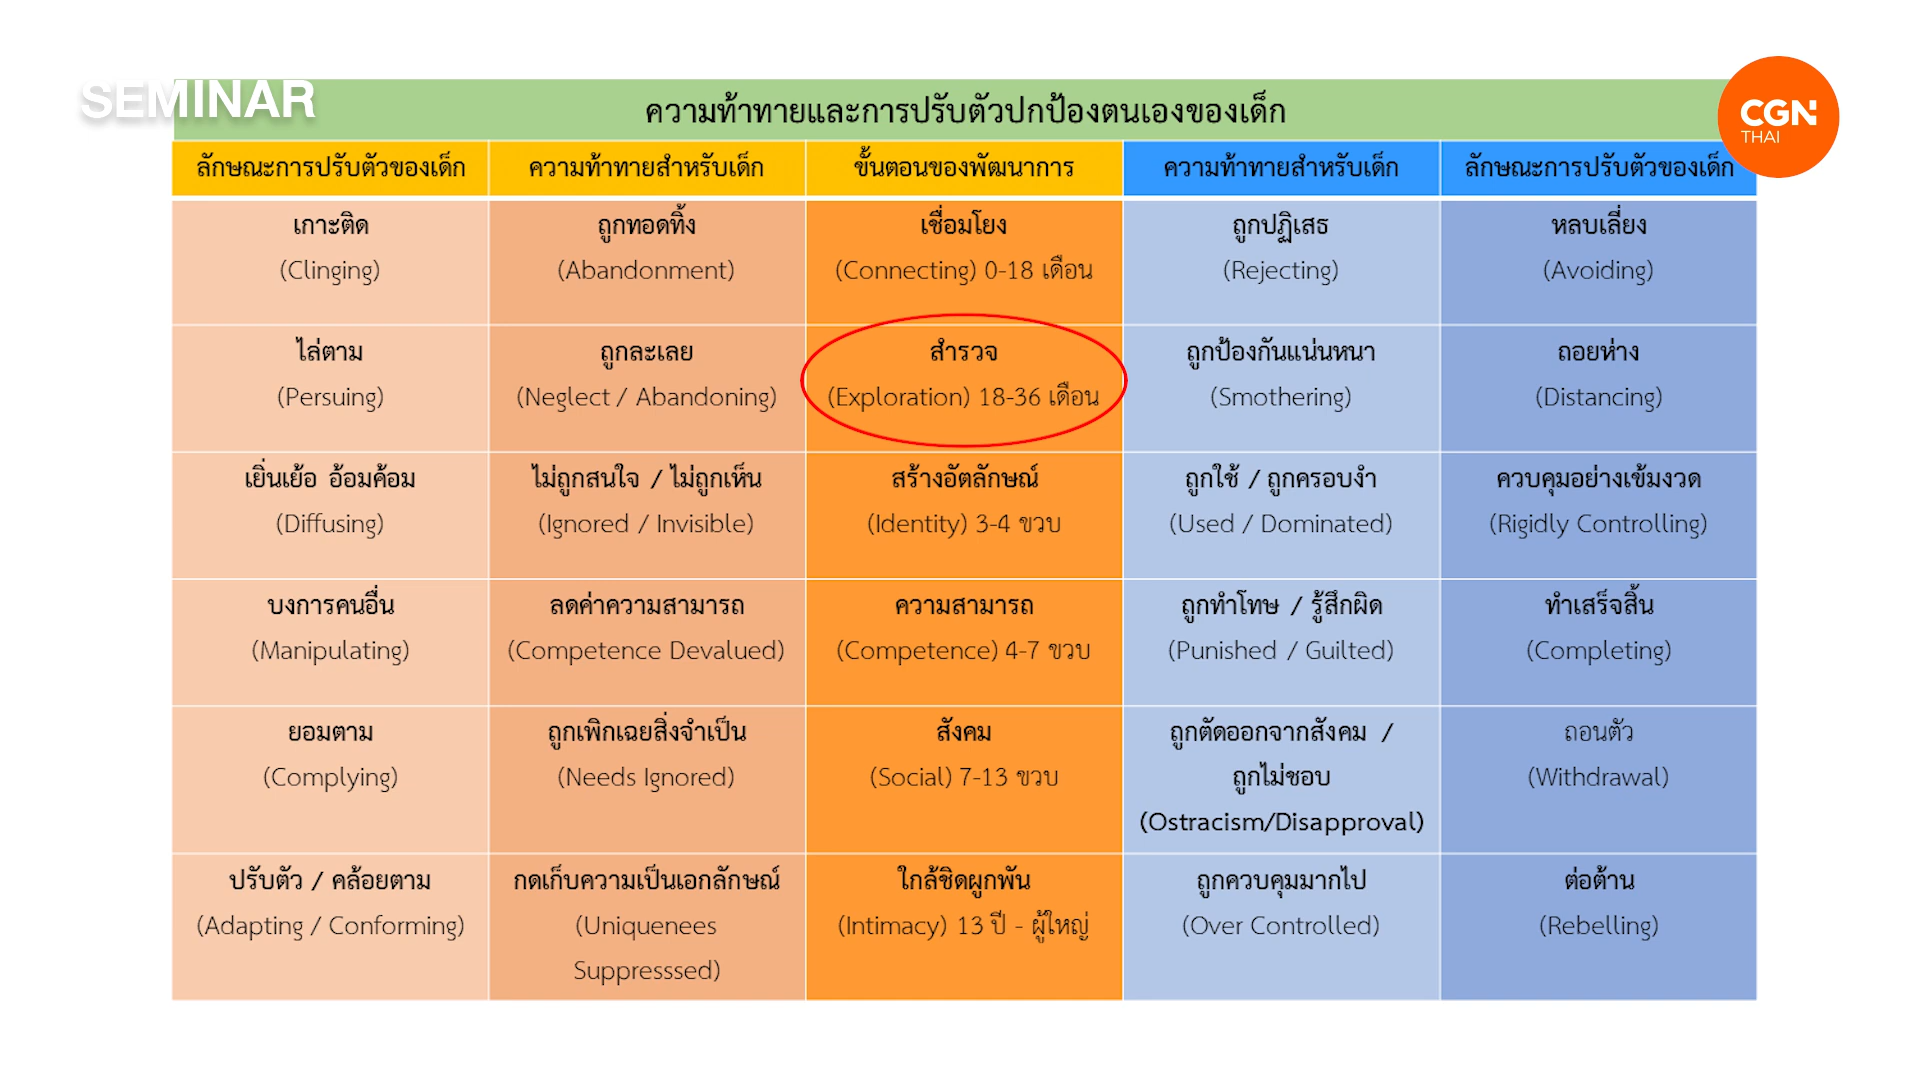 SEMINAR
CGN
THAI
ความท้าทายและการปรับตัวปกป้องตนเองของเด็ก
ลักษณะการปรับตัวของเด็ก
ความท้าทายสำหรับเด็ก
ขั้นตอนของพัฒนาการ
ความท้าทายสำหรับเด็ก
ลักษณะการปรับตัวของเด็ก
เกาะติด
(Clinging)
ถูกทอดทิ้ง
(Abandonment)
เชื่อมโยง
(Connecting) 0-18 เดือน
ถูกปฏิเสธ
(Rejecting)
หลบเลี่ยง
(Avoiding)
ไล่ตาม
(Persuing)
ถูกละเลย
(Neglect / Abandoning)
สำรวจ
(Exploration) 18-36 เดือน
ถูกป้องกันแน่นหนา
(Smothering)
ถอยห่าง
(Distancing)
เยิ่นเย้อ อ้อมค้อม
(Diffusing)
ไม่ถูกสนใจ / ไม่ถูกเห็น
(Ignored / Invisible)
สร้างอัตลักษณ์
(Identity) 3-4 ขวบ
ถูกใช้ / ถูกครอบงำ
(Used / Dominated)
ควบคุมอย่างเข้มงวด
(Rigidly Controlling)
บงการคนอื่น
(Manipulating)
ลดค่าความสามารถ
(Competence Devalued)
ความสามารถ
(Competence) 4-7 ขวบ
ถูกทำโทษ / รู้สึกผิด
(Punished / Guilted)
ทำเสร็จสิ้น
(Completing)
ยอมตาม
(Complying)
ถูกเพิกเฉยสิ่งจำเป็น
(Needs Ignored)
สังคม
(Social) 7-13 ขวบ
ถูกตัดออกจากสังคม /
ถูกไม่ชอบ
(Ostracism/Disapproval)
ถอนตัว
(Withdrawal)
ปรับตัว / คล้อยตาม
(Adapting / Conforming)
กดเก็บความเป็นเอกลักษณ์
(Uniquenees
Suppresssed)
ใกล้ชิดผูกพัน
(Intimacy) 13 ปี - ผู้ใหญ่
ถูกควบคุมมากไป
(Over Controlled)
ต่อต้าน
(Rebelling)